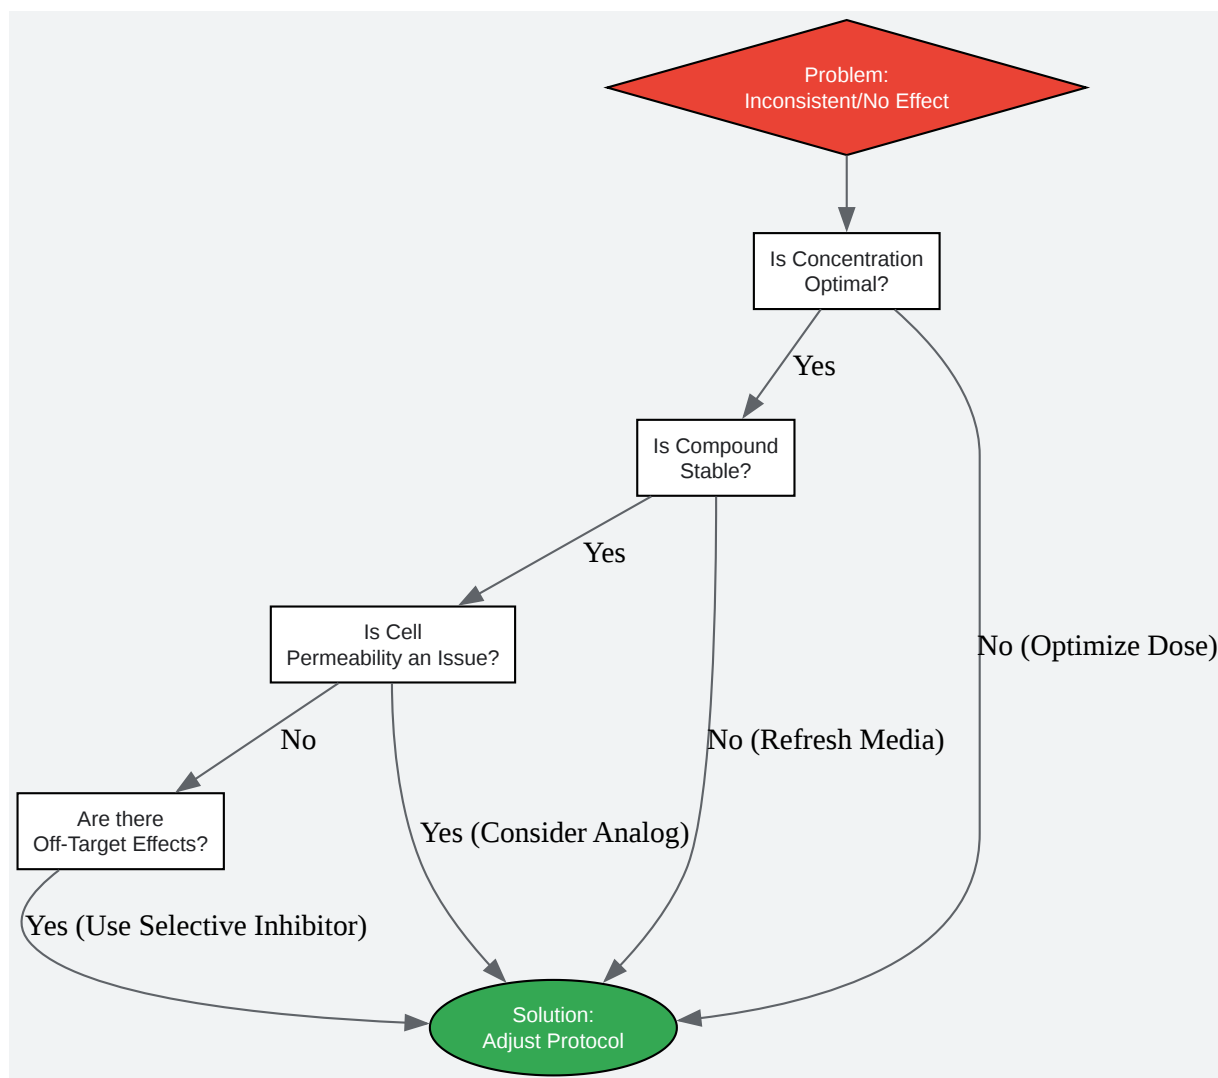 Problem:
Inconsistent/No Effect
Is Concentration
Optimal?
Yes
Is Compound
Stable?
Yes
Is Cell
Permeability an Issue?
No (Optimize Dose)
No
No (Refresh Media)
Are there
Off-Target Effects?
Yes (Consider Analog)
Yes (Use Selective Inhibitor)
Solution:
Adjust Protocol